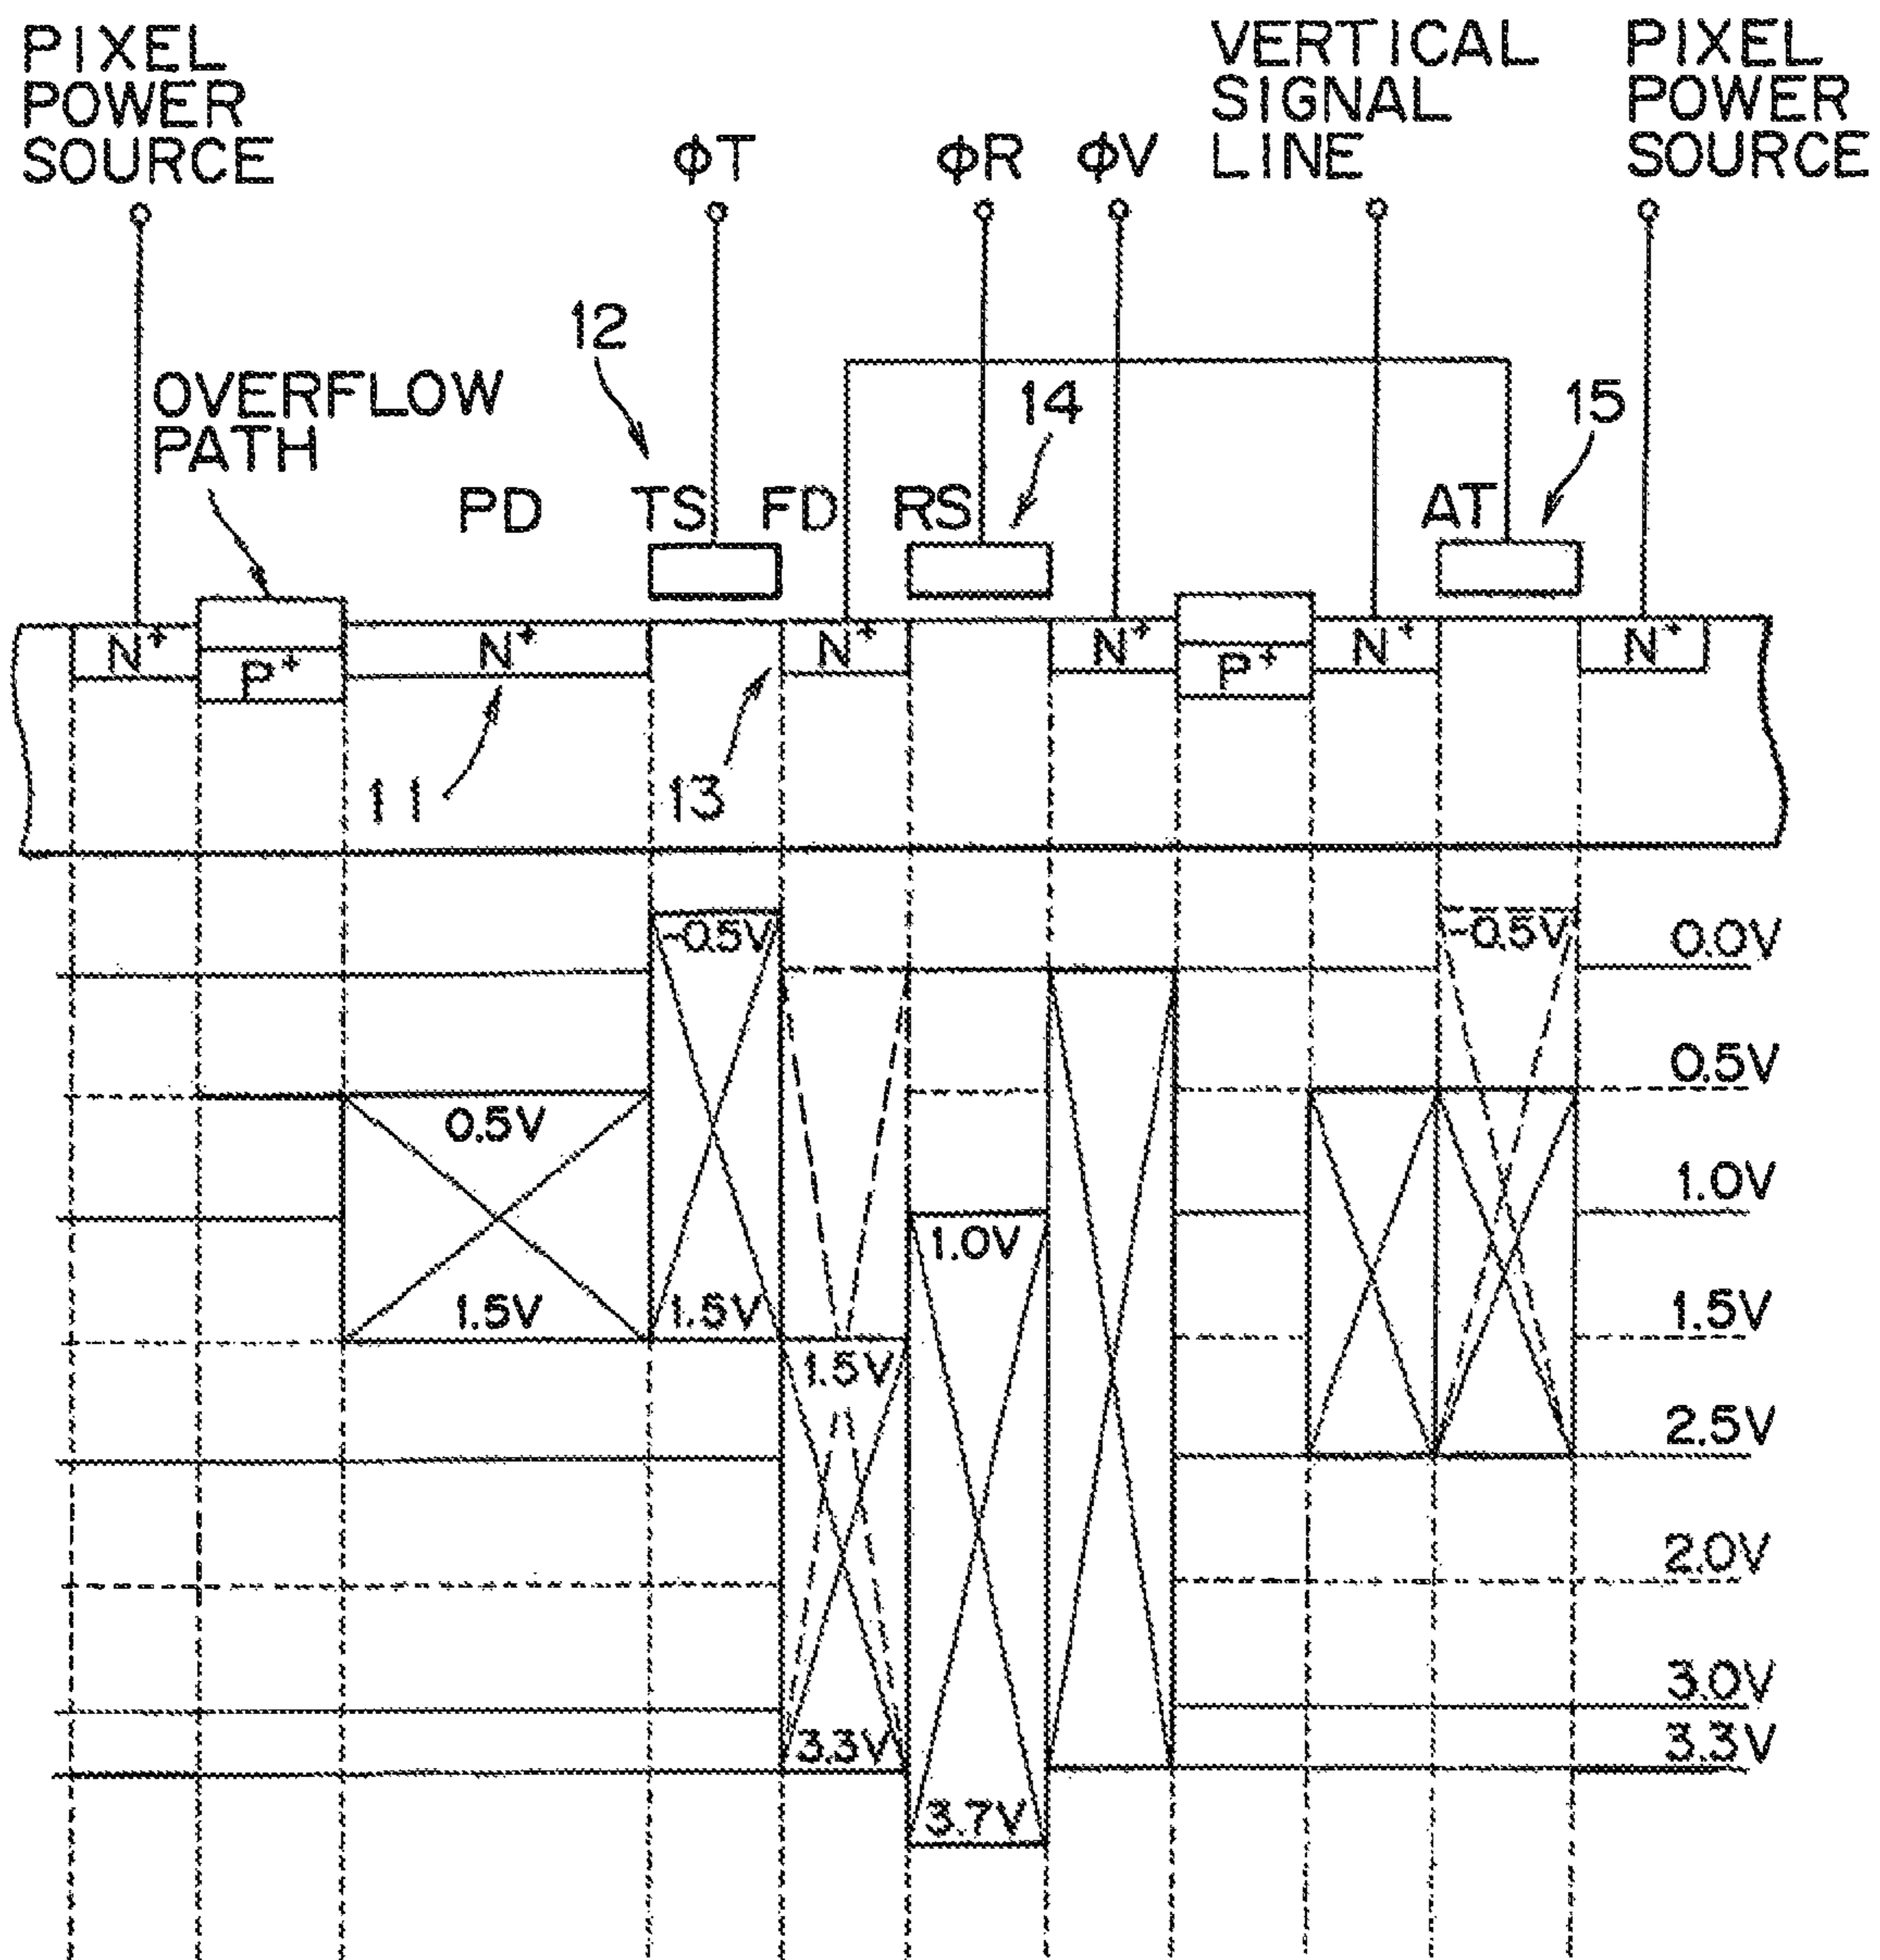 PIXEL
POWER
SOURCE
ϕT
ϕR
ϕV
VERTICAL
SIGNAL
LINE
PIXEL
POWER
SOURCE
12
OVERFLOW
PATH
14
15
PD
TS
FD
RS
AT
N+
P+
N+
N+
N+
P+
N+
N+
11
13
-0.5V
-0.5V
0.0V
0.5V
0.5V
1.0V
1.0V
1.5V
1.5V
1.5V
1.5V
2.5V
2.0V
3.0V
3.3V
3.3V
3.7V